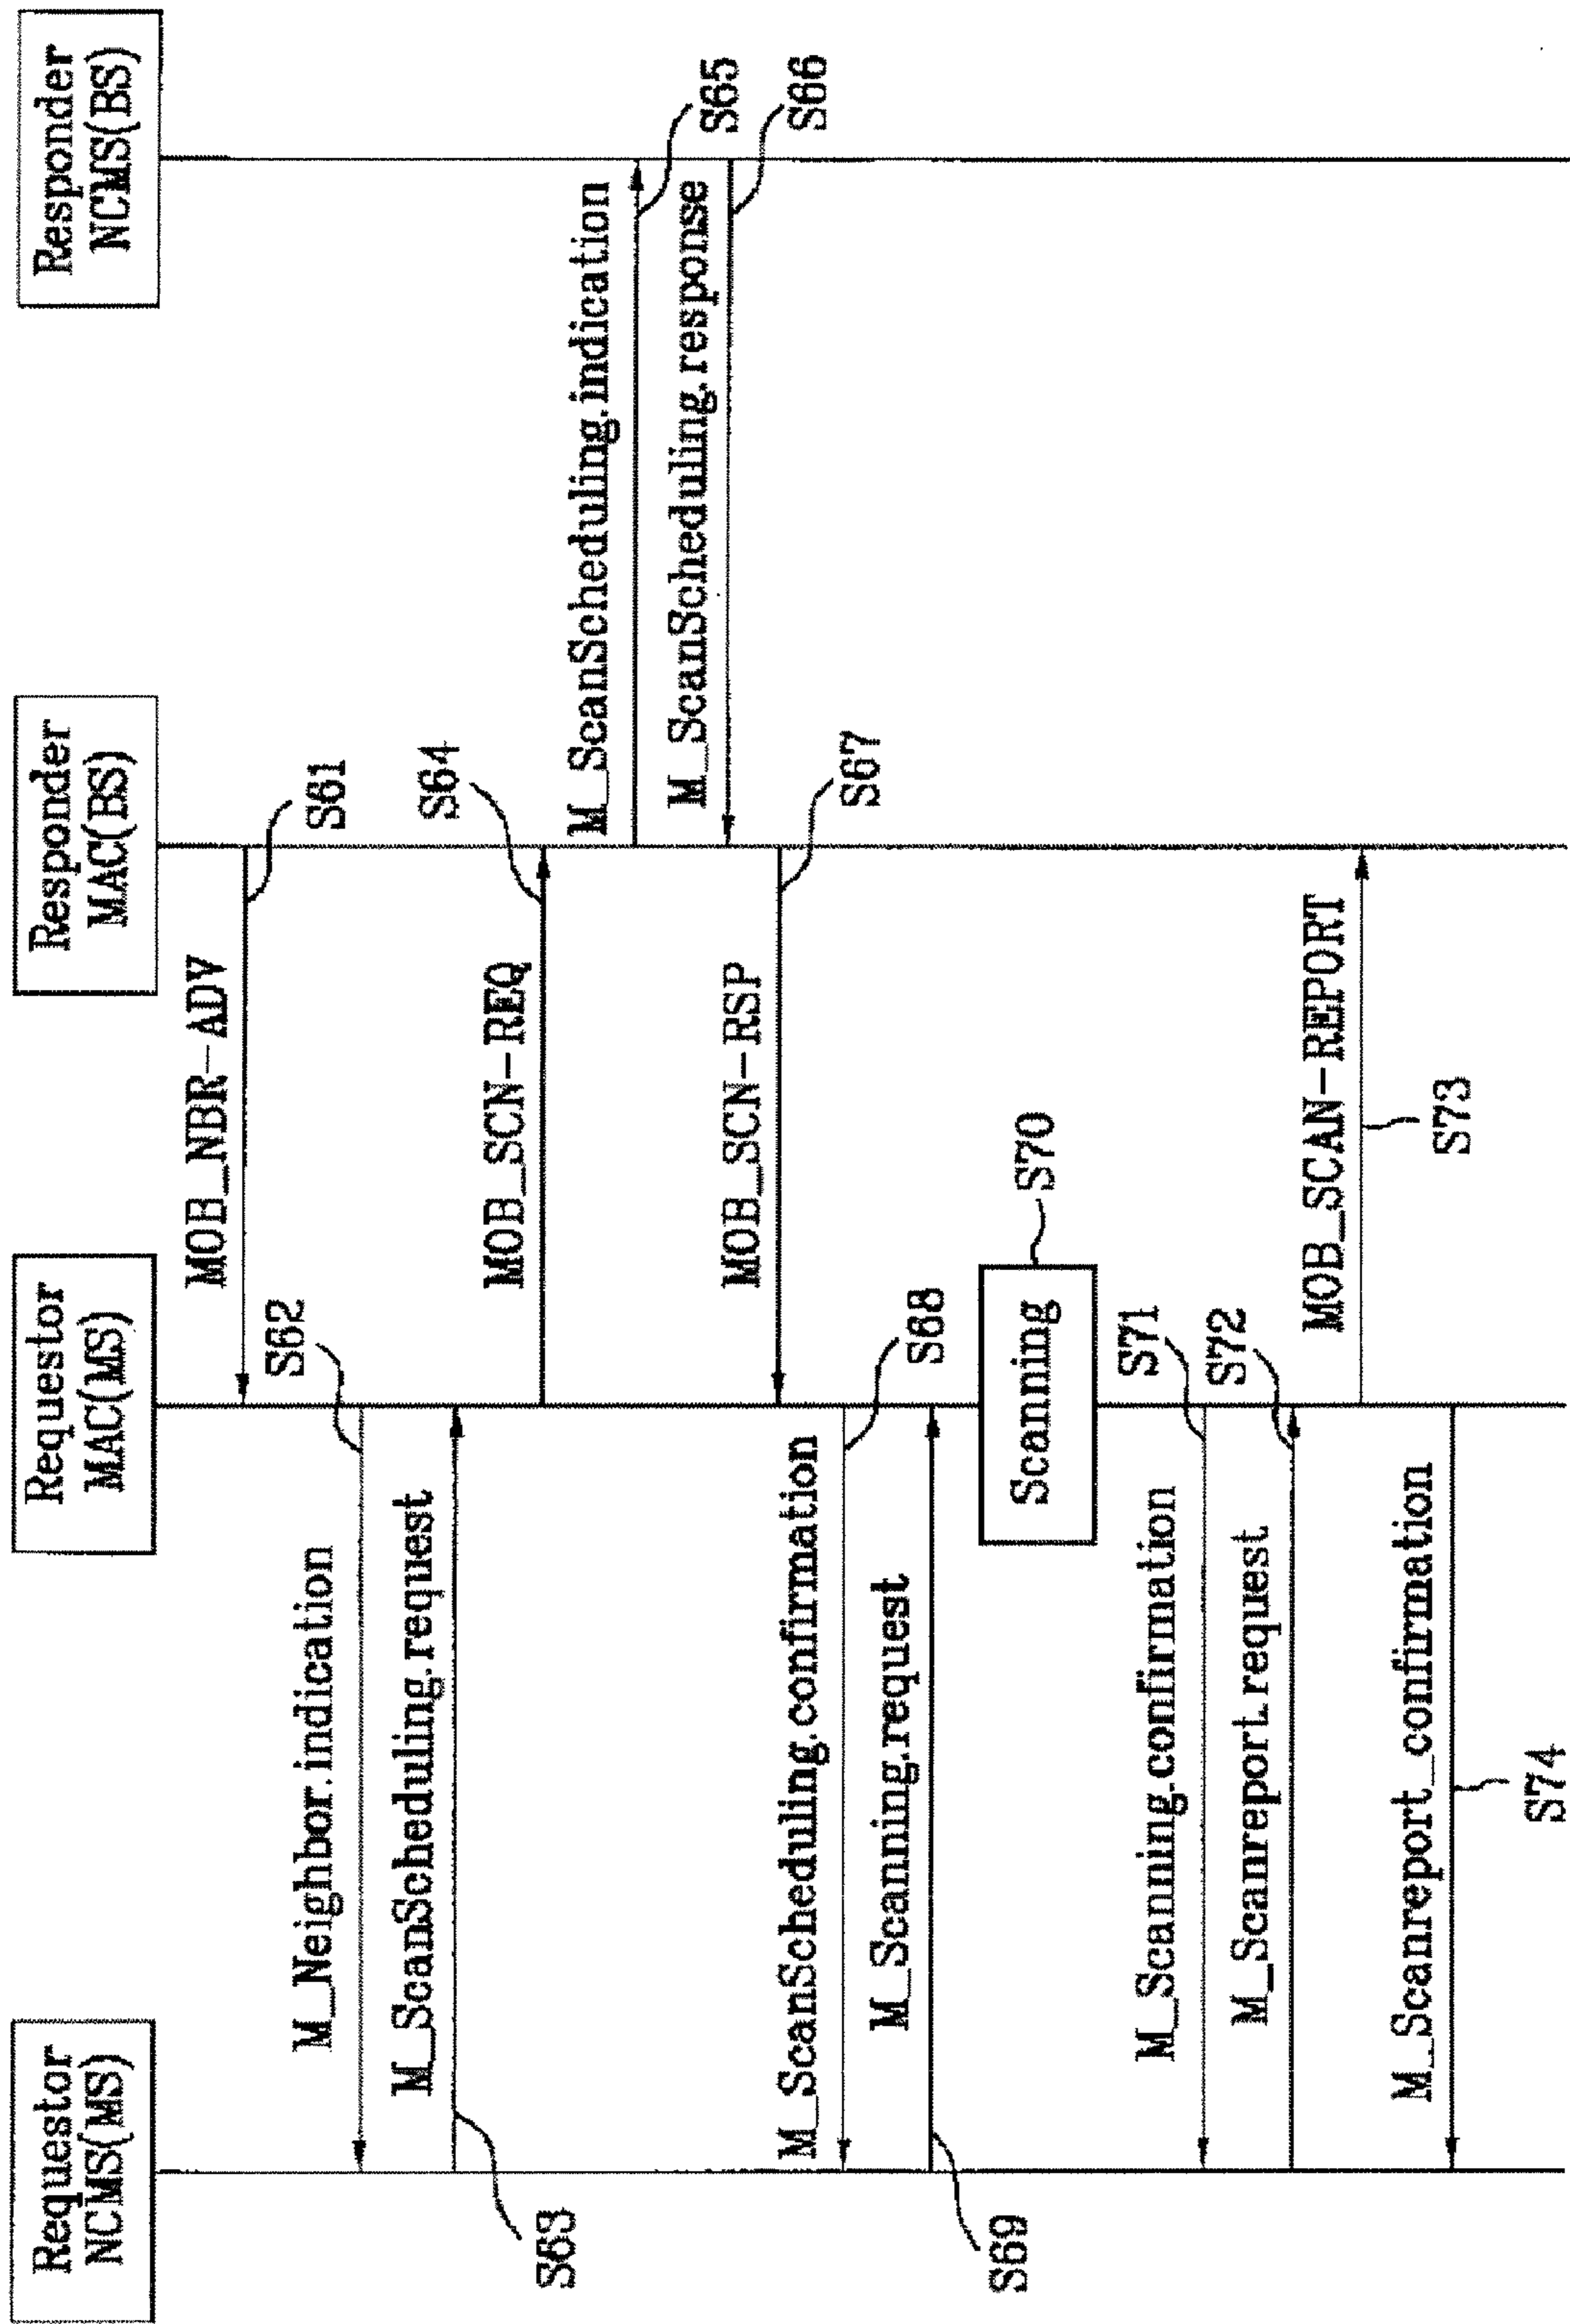 Requestor
NCMS(MS)
Requestor
MAC(MS)
Responder
MAC(BS)
Responder
NCMS(BS)
MOB_NBR-ADV
S61
S62
M_Neighbor.indication
M_ScanScheduling.request
S63
MOB_SCN-REQ
S64
M_ScanScheduling.indication
S65
M_ScanScheduling.response
S66
MOB_SCN-RSP
S67
M_ScanScheduling.confirmation
S68
M_Scanning.request
S69
Scanning
S70
M_Scanning.confirmation
S71
M_Scanreport.request
S72
MOB_SCAN-REPORT
S73
M_Scanreport_confirmation
S74